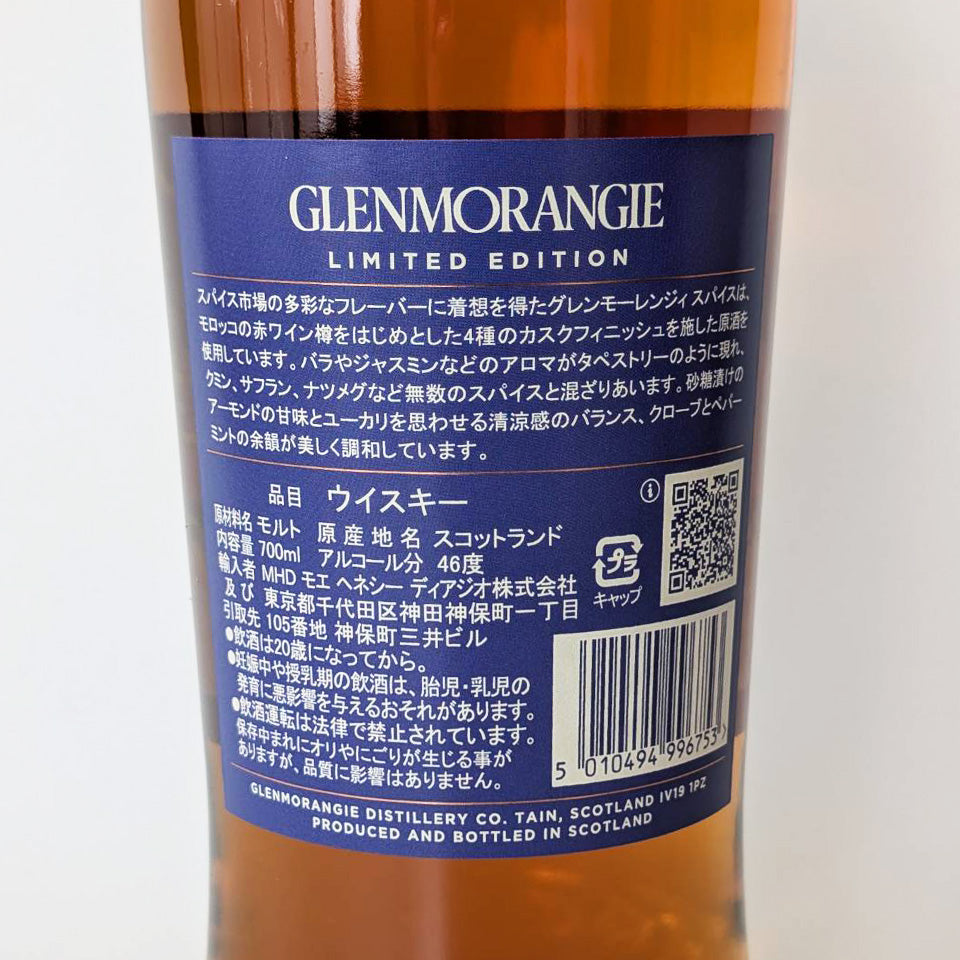 GLENMORANGIE
LIMITED EDITION
スパイス市場の多彩なフレーバーに着想を得たグレンモーレンジィ スパイスは、
モロッコの赤ワイン樽をはじめとした4種のカスクフィニッシュを施した原酒を
使用しています。バラやジャスミンなどのアロマがタペストリーのように現れ、
クミン、サフラン、ナツメグなど無数のスパイスと混ざりあいます。砂糖漬けの
アーモンドの甘味とユーカリを思わせる清涼感のバランス、クローブとペパー
ミントの余韻が美しく調和しています。
品目 ウイスキー
原材料名 モルト 原産地名 スコットランド
内容量 700ml アルコール分 46度
輸入者 MHD モエ ヘネシー ディアジオ株式会社
及び 東京都千代田区神田神保町一丁目
引取先 105番地 神保町三井ビル
プラ
キャップ
●飲酒は20歳になってから。
●妊娠中や授乳期の飲酒は、胎児・乳児の
発育に悪影響を与えるおそれがあります。
●飲酒運転は法律で禁止されています。
保存中まれにオリやにごりが生じる事が
ありますが、品質に影響はありません。
5 010494 996753 >
GLENMORANGIE DISTILLERY CO. TAIN, SCOTLAND IV19 1PZ
PRODUCED AND BOTTLED IN SCOTLAND